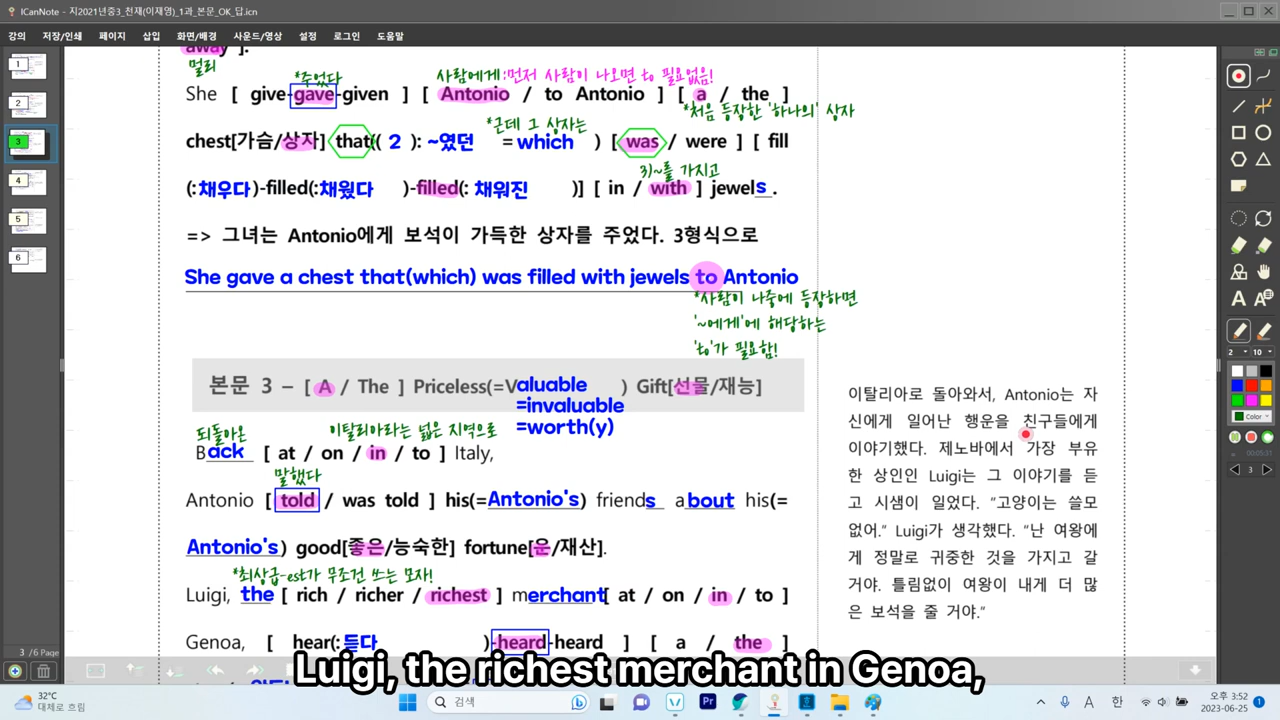 ICanNote - 지2021년중3_천재(이재영)_1과_본문_OK_답.icn
강의 저장/인쇄 페이지 삽입 화면/배경 사운드/영상 설정 로그인 도움말
away ].
멀리
*주었다
사람에게:먼저 사람이 나오면 to 필요없음!
She [ give-gave-given ] [ Antonio / to Antonio ] [ a / the ]
*처음 등장한 '하나의' 상자
*근데 그 상자는
chest[가슴/상자] that(( 2 ): ~였던 =which ) [ was / were ] [ fill
3)~를 가지고
(:채우다)-filled(:채웠다 )-filled(: 채워진 )] [ in / with ] jewels .
=> 그녀는 Antonio에게 보석이 가득한 상자를 주었다. 3형식으로
She gave a chest that(which) was filled with jewels to Antonio
*사람이 나중에 등장하면
'~에게'에 해당하는
'to'가 필요함!
본문 3 – [ A / The ] Priceless(=Valuable ) Gift[선물/재능]
=invaluable
=worth(y)
되돌아온
이탈리아라는 넓은 지역으로
Back [ at / on / in / to ] Italy,
말했다
Antonio [ told / was told ] his(=Antonio's) friends about his(=
Antonio's) good[좋은/능숙한] fortune[운/재산].
*최상급-est가 무조건 쓰는 모자!
Luigi, the [ rich / richer / richest ] merchant[ at / on / in / to ]
Genoa, [ hear(:듣다 )-heard-heard ] [ a / the ]
이탈리아로 돌아와서, Antonio는 자
신에게 일어난 행운을 친구들에게
이야기했다. 제노바에서 가장 부유
한 상인인 Luigi는 그 이야기를 듣
고 시샘이 일었다. "고양이는 쓸모
없어." Luigi가 생각했다. "난 여왕에
게 정말로 귀중한 것을 가지고 갈
거야. 틀림없이 여왕이 내게 더 많
은 보석을 줄 거야."
Luigi, the richest merchant in Genoa,
1
2
3
4
5
6
A A
2 10
Color
00:05:31
3
3 /6 Page
32°C
대체로 흐림
검색
A 한
오후 3:52
2023-06-25